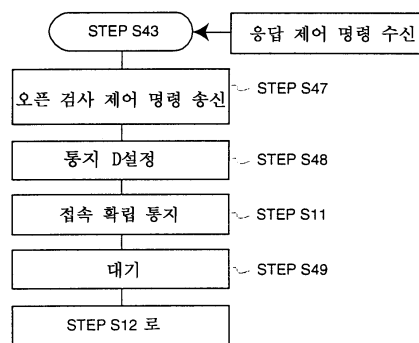 STEP S43
응답 제어 명령 수신
오픈 검사 제어 명령 송신
STEP S47
통지 D설정
STEP S48
접속 확립 통지
STEP S11
대기
STEP S49
STEP S12 로